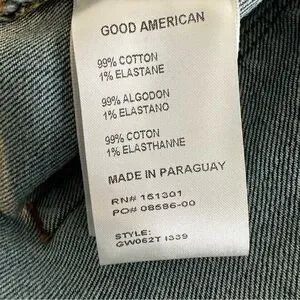 GOOD AMERICAN
99% COTTON
1% ELASTANE
99% ALGODON
1% ELASTANO
99% COTON
1% ELASTHANNE
MADE IN PARAGUAY
RN# 151301
PO# 08586-00
STYLE:
GW062T I339